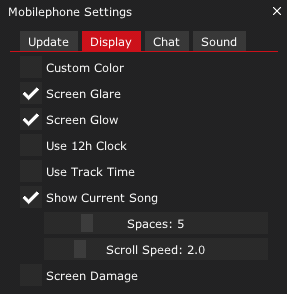 Mobilephone Settings
Update Display Chat Sound
Custom Color
Screen Glare
Screen Glow
Use 12h Clock
Use Track Time
Show Current Song
Spaces: 5
Scroll Speed: 2.0
Screen Damage